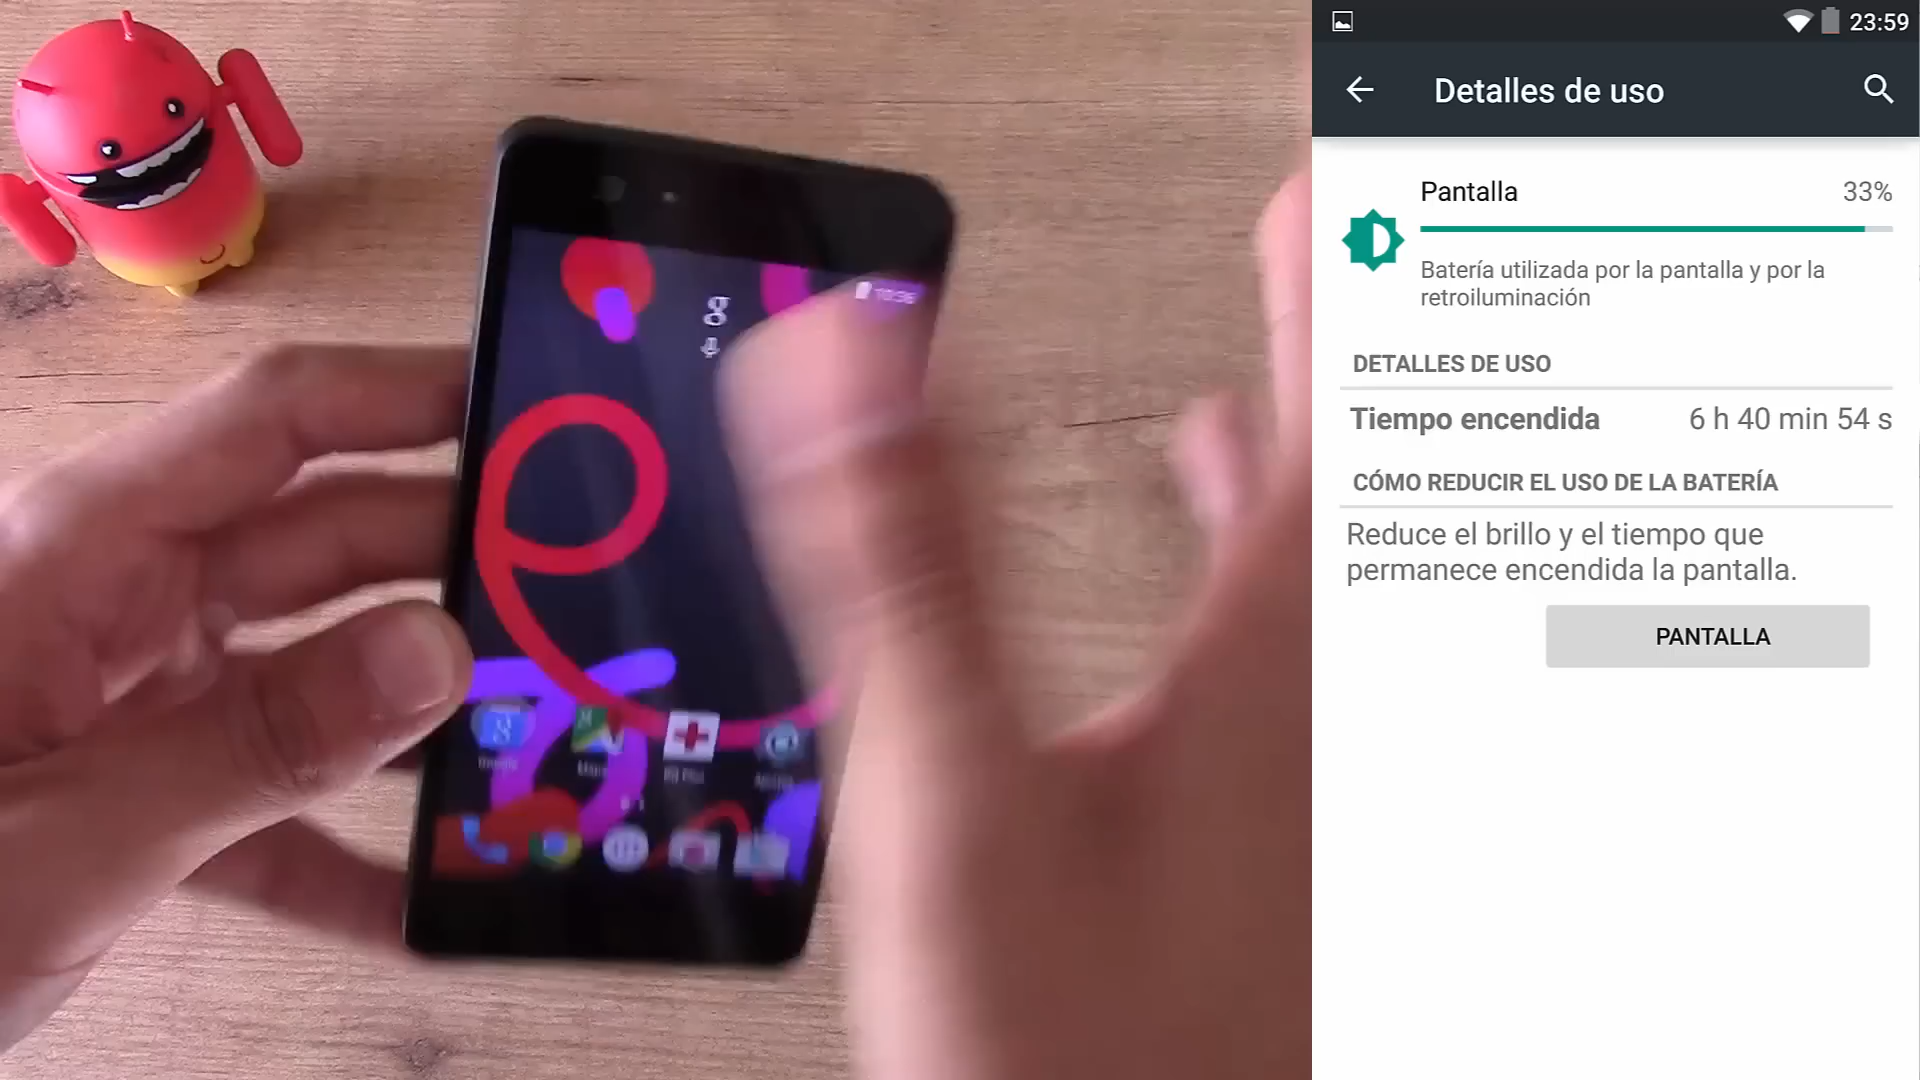 g
23:59
Detalles de uso
Pantalla
33%
Batería utilizada por la pantalla y por la
retroiluminación
DETALLES DE USO
Tiempo encendida
6 h 40 min 54 s
CÓMO REDUCIR EL USO DE LA BATERÍA
Reduce el brillo y el tiempo que
permanece encendida la pantalla.
PANTALLA